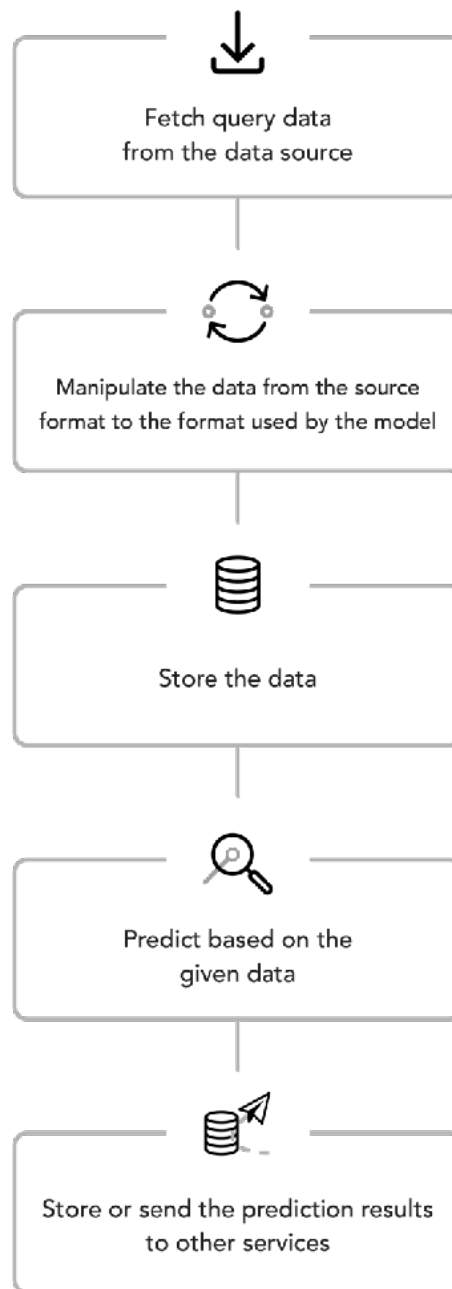 Fetch query data
from the data source
Manipulate the data from the source
format to the format used by the model
Store the data
Predict based on the
given data
Store or send the prediction results
to other services